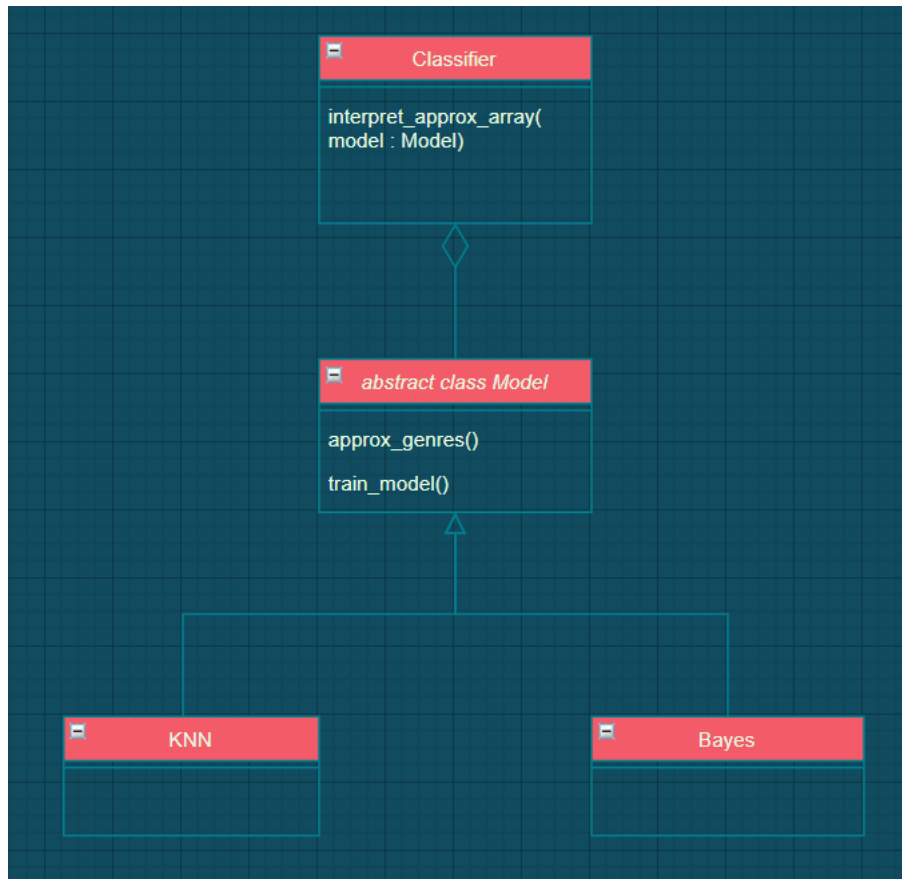 Classifier
interpret_approx_array(
model : Model)
abstract class Model
approx_genres()
train_model()
KNN
Bayes